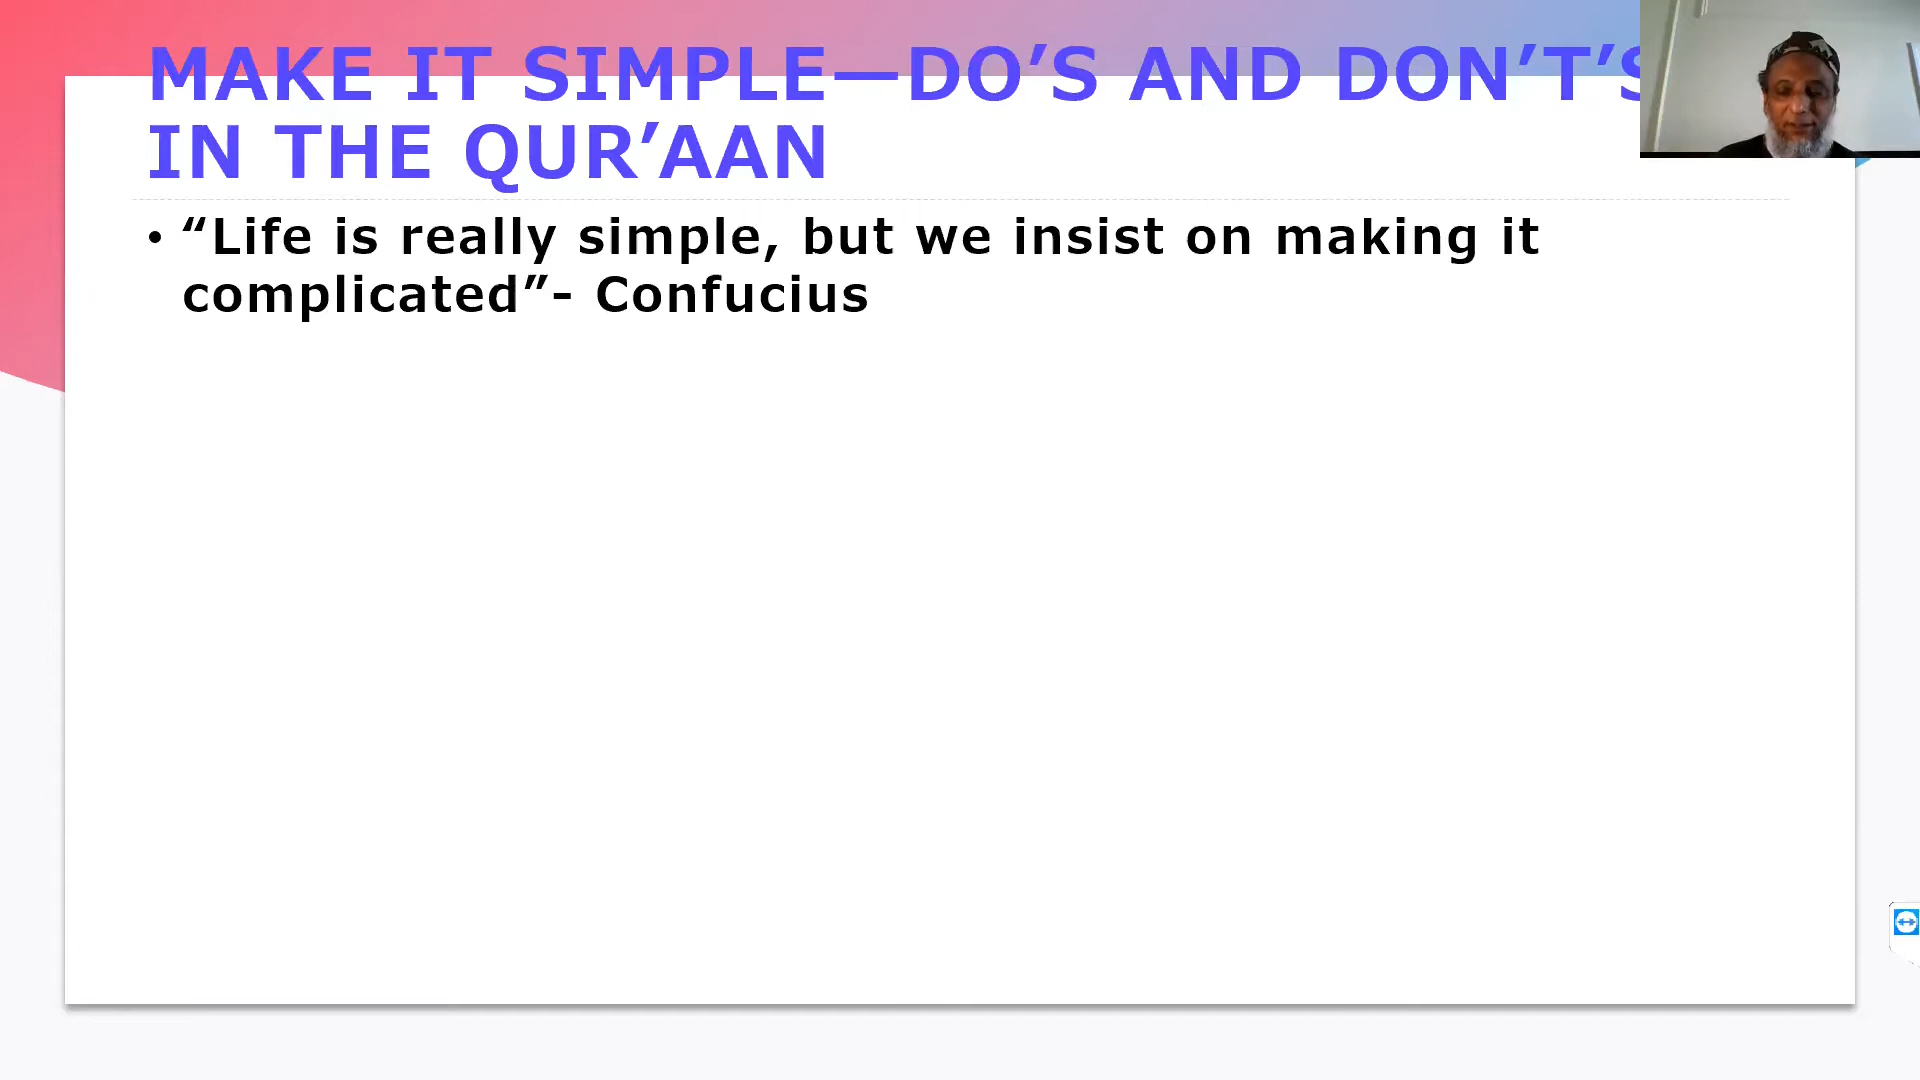 MAKE IT SIMPLE—DO’S AND DON’T’S
IN THE QUR’AAN
• “Life is really simple, but we insist on making it
complicated”- Confucius